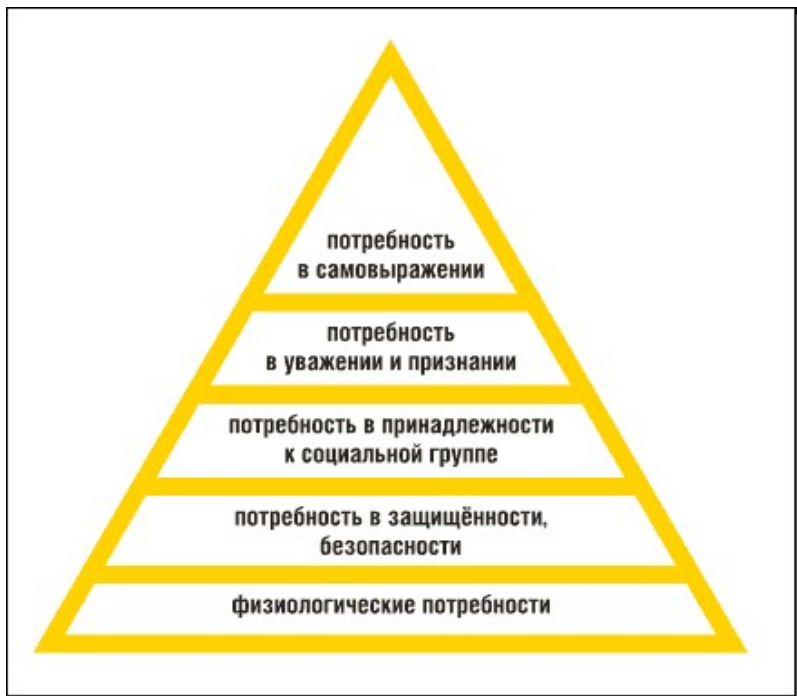 потребность
в самовыражении
потребность
в уважении и признании
потребность в принадлежности
к социальной группе
потребность в защищённости,
безопасности
физиологические потребности